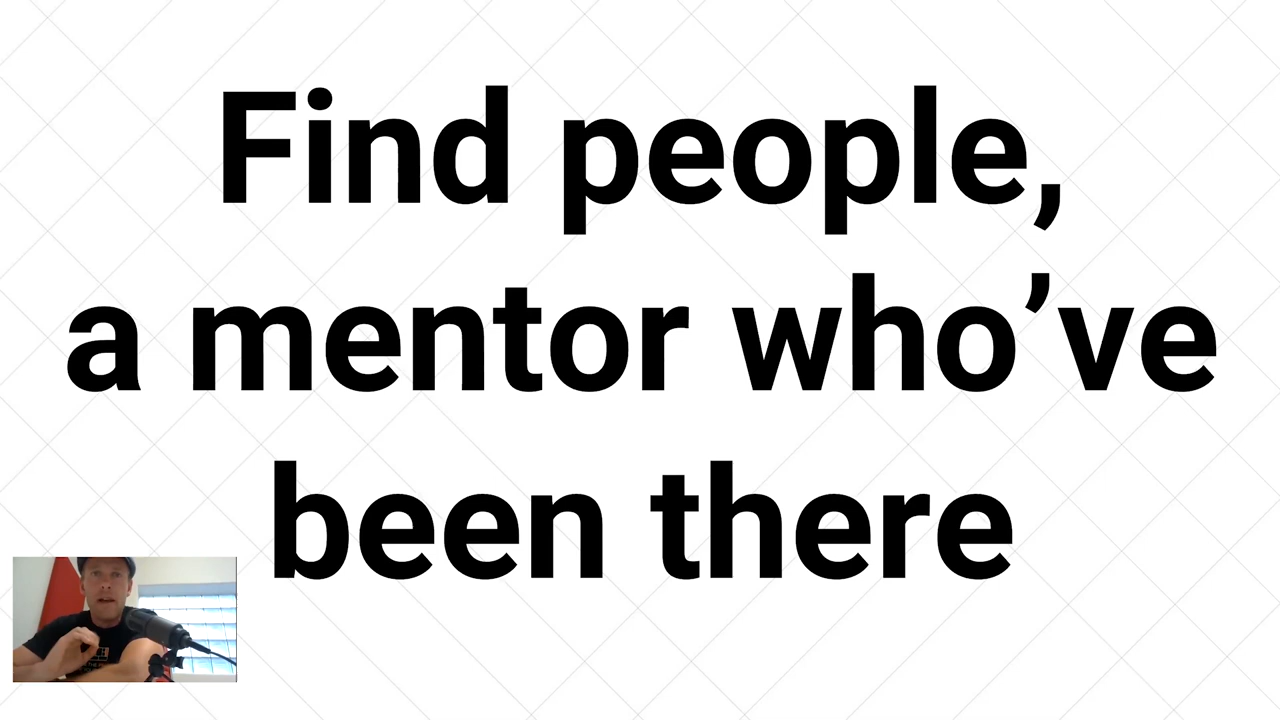 Find people,
a mentor who’ve
been there